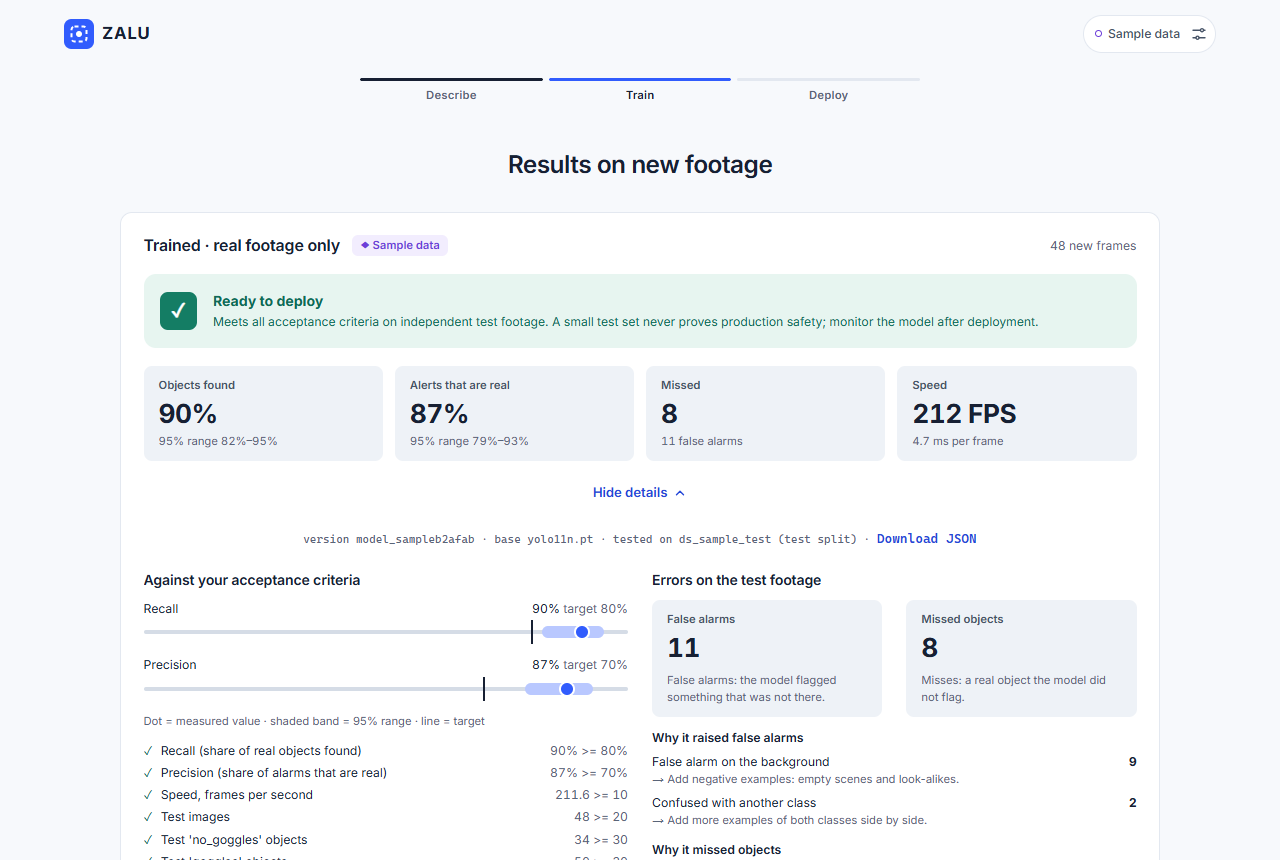 ZALU
Sample data
Describe
Train
Deploy
Results on new footage
Trained · real footage only
Sample data
48 new frames
Ready to deploy
Meets all acceptance criteria on independent test footage. A small test set never proves production safety; monitor the model after deployment.
Objects found
90%
95% range 82%–95%
Alerts that are real
87%
95% range 79%–93%
Missed
8
11 false alarms
Speed
212 FPS
4.7 ms per frame
Hide details
version model_sampleb2afab · base yolo11n.pt · tested on ds_sample_test (test split) · Download JSON
Against your acceptance criteria
Recall
90% target 80%
Precision
87% target 70%
Dot = measured value · shaded band = 95% range · line = target
✓ Recall (share of real objects found) 90% >= 80%
✓ Precision (share of alarms that are real) 87% >= 70%
✓ Speed, frames per second 211.6 >= 10
✓ Test images 48 >= 20
✓ Test 'no_goggles' objects 34 >= 30
Errors on the test footage
False alarms
11
False alarms: the model flagged
something that was not there.
Missed objects
8
Misses: a real object the model did
not flag.
Why it raised false alarms
False alarm on the background 9
→ Add negative examples: empty scenes and look-alikes.
Confused with another class 2
→ Add more examples of both classes side by side.
Why it missed objects